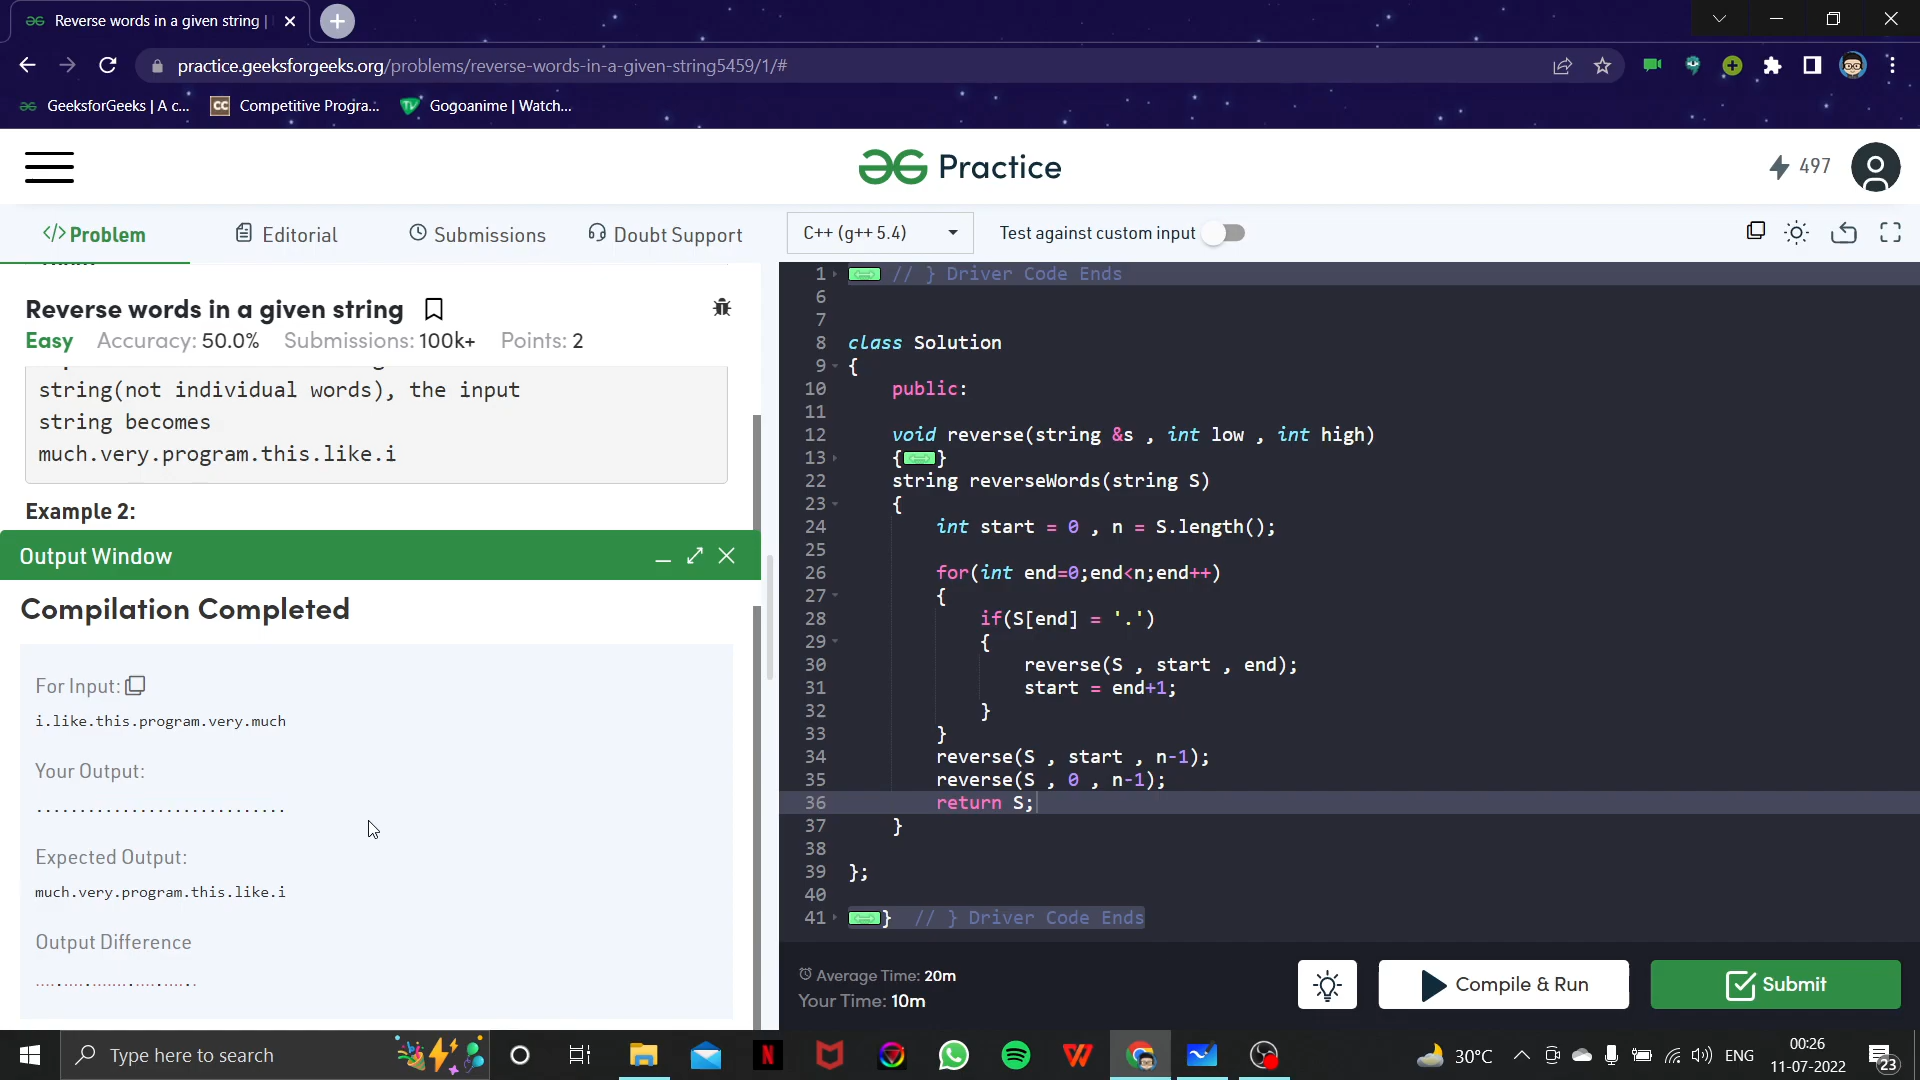 Reverse words in a given string |
practice.geeksforgeeks.org/problems/reverse-words-in-a-given-string5459/1/#
GeeksforGeeks | A c...
CC
Competitive Progra...
Gogoanime | Watch...
Practice
497
</> Problem
Editorial
Submissions
Doubt Support
C++ (g++ 5.4)
Test against custom input
Reverse words in a given string
Easy Accuracy: 50.0% Submissions: 100k+ Points: 2
string(not individual words), the input
string becomes
much.very.program.this.like.i
Example 2:
Output Window
Compilation Completed
For Input:
i.like.this.program.very.much
Your Output:
.............................
Expected Output:
much.very.program.this.like.i
Output Difference
1 // } Driver Code Ends
6
7
8 class Solution
9 {
10 public:
11
12 void reverse(string &s , int low , int high)
13 {}
22 string reverseWords(string S)
23 {
24 int start = 0 , n = S.length();
25
26 for(int end=0;end<n;end++)
27 {
28 if(S[end] = '.')
29 {
30 reverse(S , start , end);
31 start = end+1;
32 }
33 }
34 reverse(S , start , n-1);
35 reverse(S , 0 , n-1);
36 return S;
37 }
38
39 };
40
41 } // } Driver Code Ends
Average Time: 20m
Your Time: 10m
Compile & Run
Submit
Type here to search
N
W
30°C
ENG
00:26
11-07-2022
23